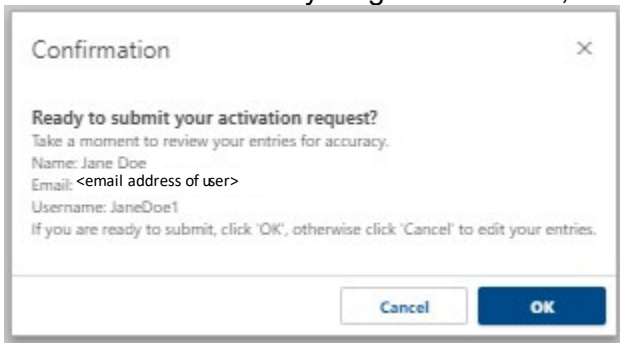 Confirmation
Ready to submit your activation request?
Take a moment to review your entries for accuracy.
Name: Jane Doe
Email: <email address of user>
Username: JaneDoe1
If you are ready to submit, click 'OK', otherwise click 'Cancel' to edit your entries.
Cancel OK